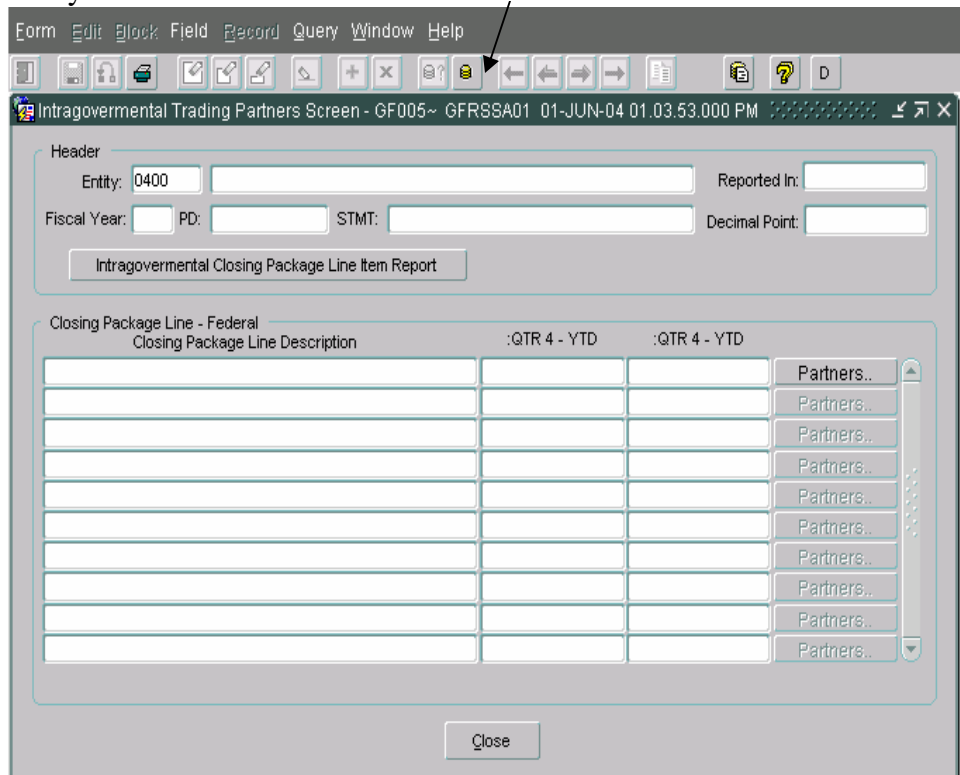 Form Edit Block Field Record Query Window Help
D
Intragovermental Trading Partners Screen - GF005~ GFRSSA01 01-JUN-04 01.03.53.000 PM
Header
Entity: 0400 Reported In:
Fiscal Year: PD: STMT: Decimal Point:
Intragovermental Closing Package Line Item Report
Closing Package Line - Federal
Closing Package Line Description :QTR 4 - YTD :QTR 4 - YTD
Partners..
Partners..
Partners..
Partners..
Partners..
Partners..
Partners..
Partners..
Partners..
Partners..
Close